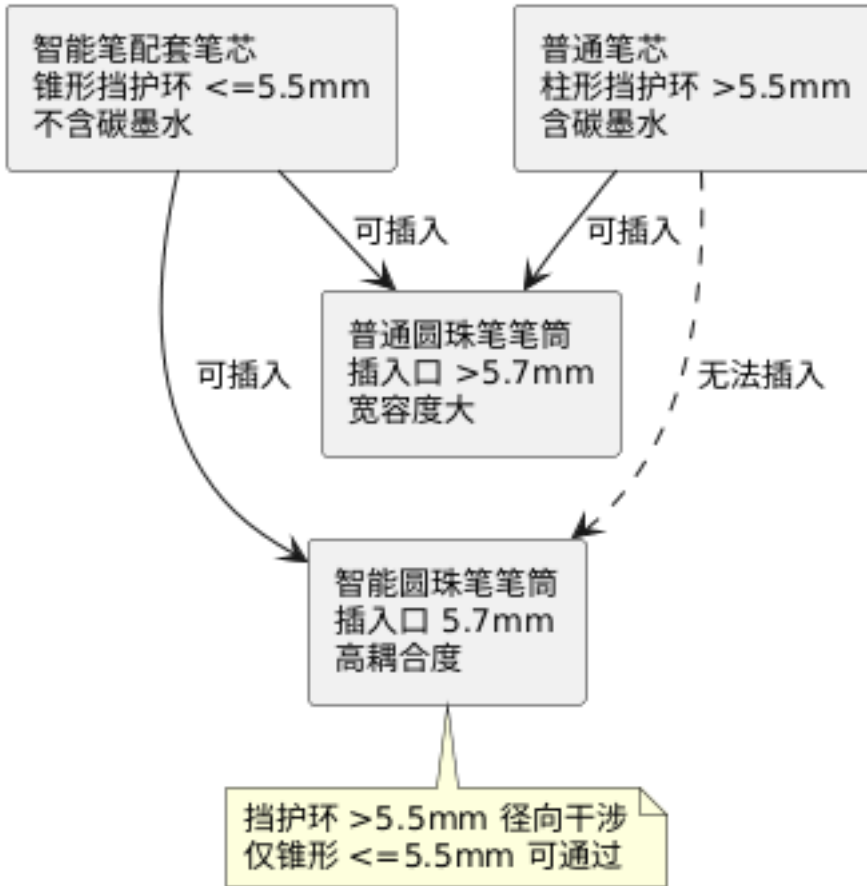 智能笔配套笔芯
锥形挡护环 <=5.5mm
不含碳墨水
普通笔芯
柱形挡护环 >5.5mm
含碳墨水
可插入
可插入
普通圆珠笔笔筒
插入口 >5.7mm
宽容度大
可插入
无法插入
智能圆珠笔笔筒
插入口 5.7mm
高耦合度
挡护环 >5.5mm 径向干涉
仅锥形 <=5.5mm 可通过